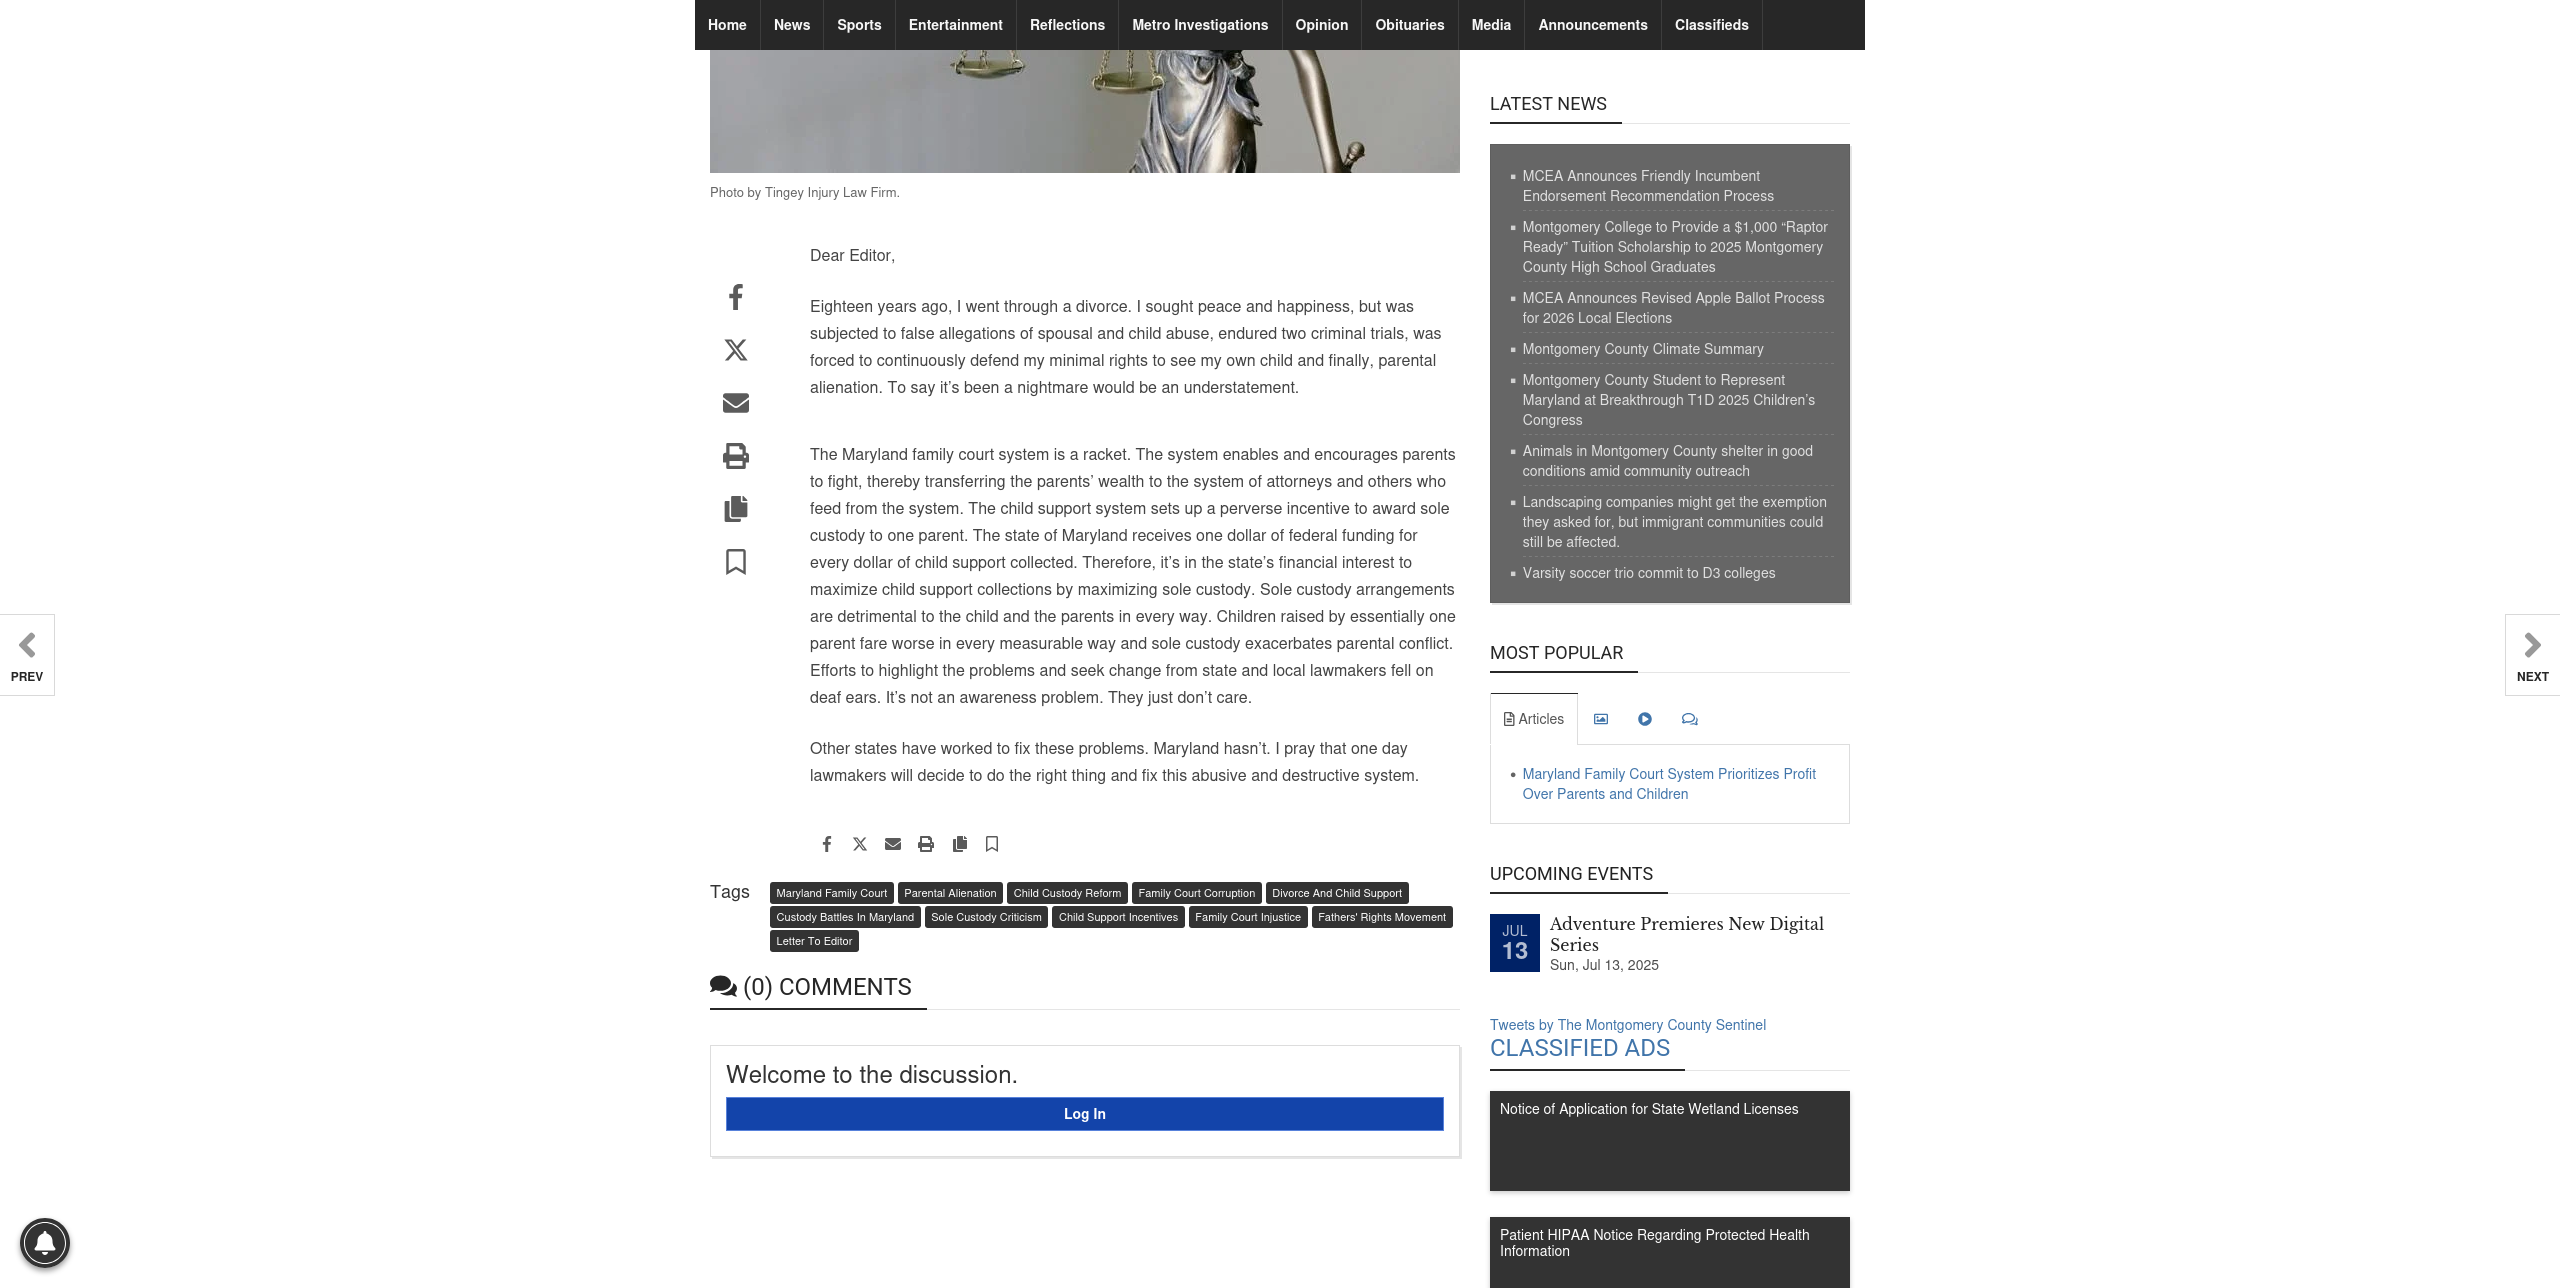 Home News Sports Entertainment Reflections Metro Investigations Opinion Obituaries Media Announcements Classifieds
Photo by Tingey Injury Law Firm.
Dear Editor,
Eighteen years ago, I went through a divorce. I sought peace and happiness, but was
subjected to false allegations of spousal and child abuse, endured two criminal trials, was
forced to continuously defend my minimal rights to see my own child and finally, parental
alienation. To say it’s been a nightmare would be an understatement.
The Maryland family court system is a racket. The system enables and encourages parents
to fight, thereby transferring the parents’ wealth to the system of attorneys and others who
feed from the system. The child support system sets up a perverse incentive to award sole
custody to one parent. The state of Maryland receives one dollar of federal funding for
every dollar of child support collected. Therefore, it’s in the state’s financial interest to
maximize child support collections by maximizing sole custody. Sole custody arrangements
are detrimental to the child and the parents in every way. Children raised by essentially one
parent fare worse in every measurable way and sole custody exacerbates parental conflict.
Efforts to highlight the problems and seek change from state and local lawmakers fell on
deaf ears. It’s not an awareness problem. They just don’t care.
Other states have worked to fix these problems. Maryland hasn’t. I pray that one day
lawmakers will decide to do the right thing and fix this abusive and destructive system.
Tags
Maryland Family Court Parental Alienation Child Custody Reform Family Court Corruption Divorce And Child Support
Custody Battles In Maryland Sole Custody Criticism Child Support Incentives Family Court Injustice Fathers' Rights Movement
Letter To Editor
(0) COMMENTS
Welcome to the discussion.
Log In
PREV
NEXT
LATEST NEWS
MCEA Announces Friendly Incumbent
Endorsement Recommendation Process
Montgomery College to Provide a $1,000 “Raptor
Ready” Tuition Scholarship to 2025 Montgomery
County High School Graduates
MCEA Announces Revised Apple Ballot Process
for 2026 Local Elections
Montgomery County Climate Summary
Montgomery County Student to Represent
Maryland at Breakthrough T1D 2025 Children’s
Congress
Animals in Montgomery County shelter in good
conditions amid community outreach
Landscaping companies might get the exemption
they asked for, but immigrant communities could
still be affected.
Varsity soccer trio commit to D3 colleges
MOST POPULAR
Articles
Maryland Family Court System Prioritizes Profit
Over Parents and Children
UPCOMING EVENTS
JUL
13
Adventure Premieres New Digital
Series
Sun, Jul 13, 2025
Tweets by The Montgomery County Sentinel
CLASSIFIED ADS
Notice of Application for State Wetland Licenses
Patient HIPAA Notice Regarding Protected Health
Information